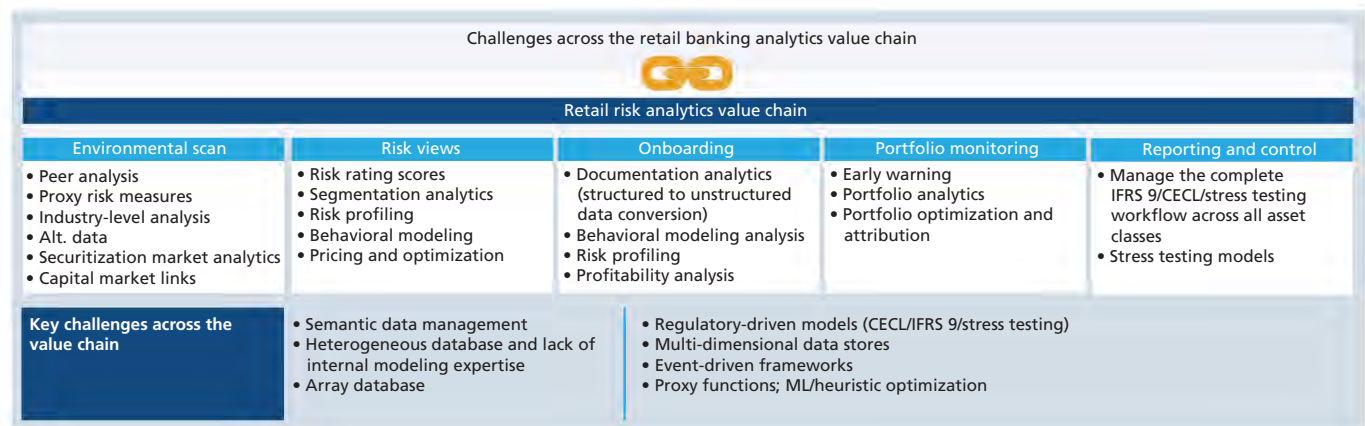 Challenges across the retail banking analytics value chain
Retail risk analytics value chain
Environmental scan
• Peer analysis
• Proxy risk measures
• Industry-level analysis
• Alt. data
• Securitization market analytics
• Capital market links
Risk views
• Risk rating scores
• Segmentation analytics
• Risk profiling
• Behavioral modeling
• Pricing and optimization
Onboarding
• Documentation analytics
(structured to unstructured
data conversion)
• Behavioral modeling analysis
• Risk profiling
• Profitability analysis
Portfolio monitoring
• Early warning
• Portfolio analytics
• Portfolio optimization and
attribution
Reporting and control
• Manage the complete
IFRS 9/CECL/stress testing
workflow across all asset
classes
• Stress testing models
Key challenges across the
value chain
• Semantic data management
• Heterogeneous database and lack of
internal modeling expertise
• Array database
• Regulatory-driven models (CECL/IFRS 9/stress testing)
• Multi-dimensional data stores
• Event-driven frameworks
• Proxy functions; ML/heuristic optimization